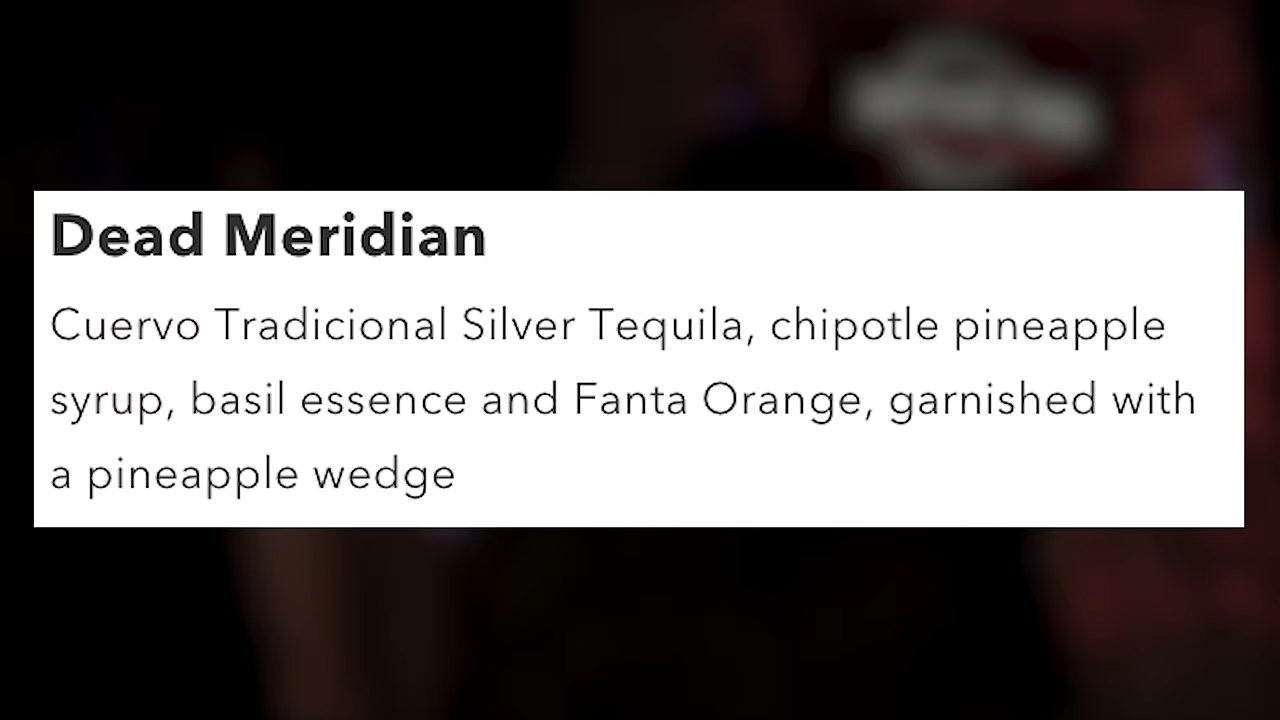 Dead Meridian
Cuervo Tradicional Silver Tequila, chipotle pineapple
syrup, basil essence and Fanta Orange, garnished with
a pineapple wedge